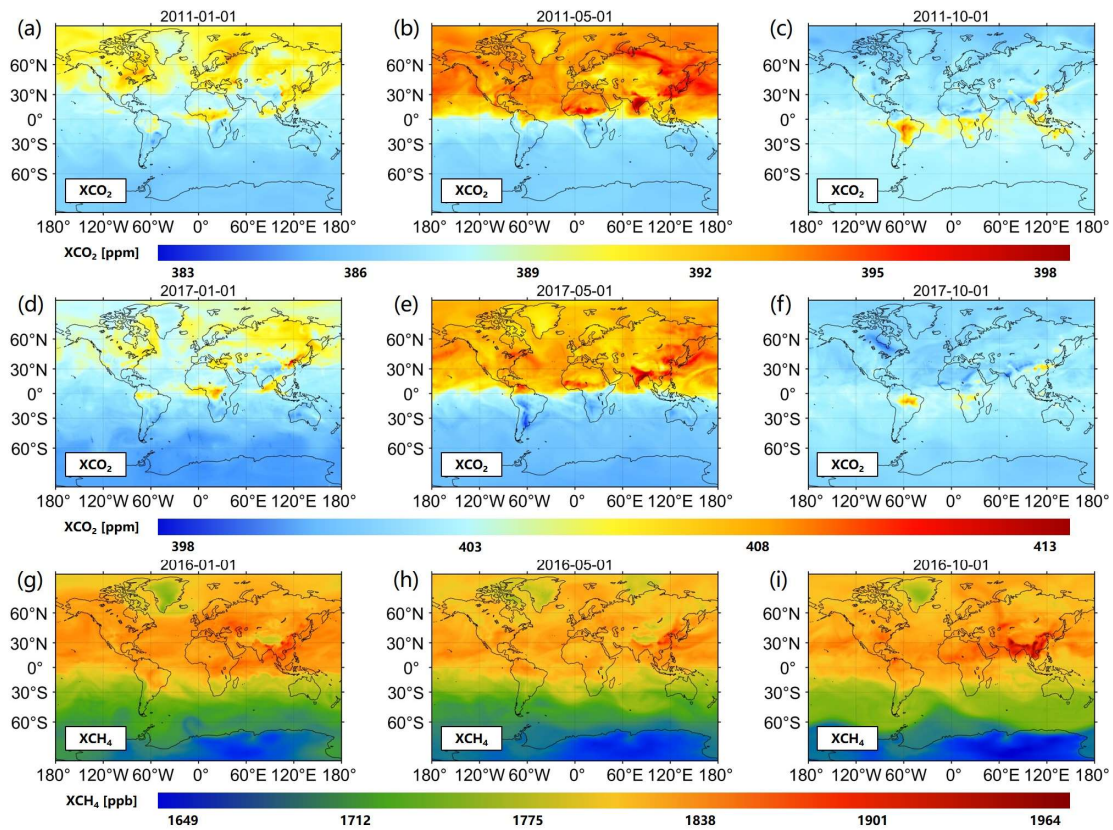 (a) 2011-01-01 (b) 2011-05-01 (c) 2011-10-01
60°N 60°N 60°N
30°N 30°N 30°N
0° 0° 0°
30°S 30°S 30°S
60°S 60°S 60°S
XCO₂ XCO₂ XCO₂
180° 120°W 60°W 0° 60°E 120°E 180° 180° 120°W 60°W 0° 60°E 120°E 180° 180° 120°W 60°W 0° 60°E 120°E 180°
XCO₂ [ppm]
383 386 389 392 395 398
(d) 2017-01-01 (e) 2017-05-01 (f) 2017-10-01
60°N 60°N 60°N
30°N 30°N 30°N
0° 0° 0°
30°S 30°S 30°S
60°S 60°S 60°S
XCO₂ XCO₂ XCO₂
180° 120°W 60°W 0° 60°E 120°E 180° 180° 120°W 60°W 0° 60°E 120°E 180° 180° 120°W 60°W 0° 60°E 120°E 180°
XCO₂ [ppm]
398 403 408 413
(g) 2016-01-01 (h) 2016-05-01 (i) 2016-10-01
60°N 60°N 60°N
30°N 30°N 30°N
0° 0° 0°
30°S 30°S 30°S
60°S 60°S 60°S
XCH₄ XCH₄ XCH₄
180° 120°W 60°W 0° 60°E 120°E 180° 180° 120°W 60°W 0° 60°E 120°E 180° 180° 120°W 60°W 0° 60°E 120°E 180°
XCH₄ [ppb]
1649 1712 1775 1838 1901 1964